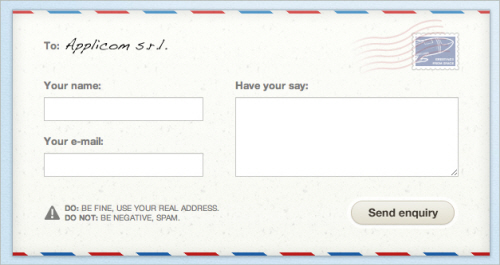 To: Applicom s.r.l.
Your name:
Have your say:
Your e-mail:
DO: BE FINE, USE YOUR REAL ADDRESS.
DO NOT: BE NEGATIVE, SPAM.
Send enquiry